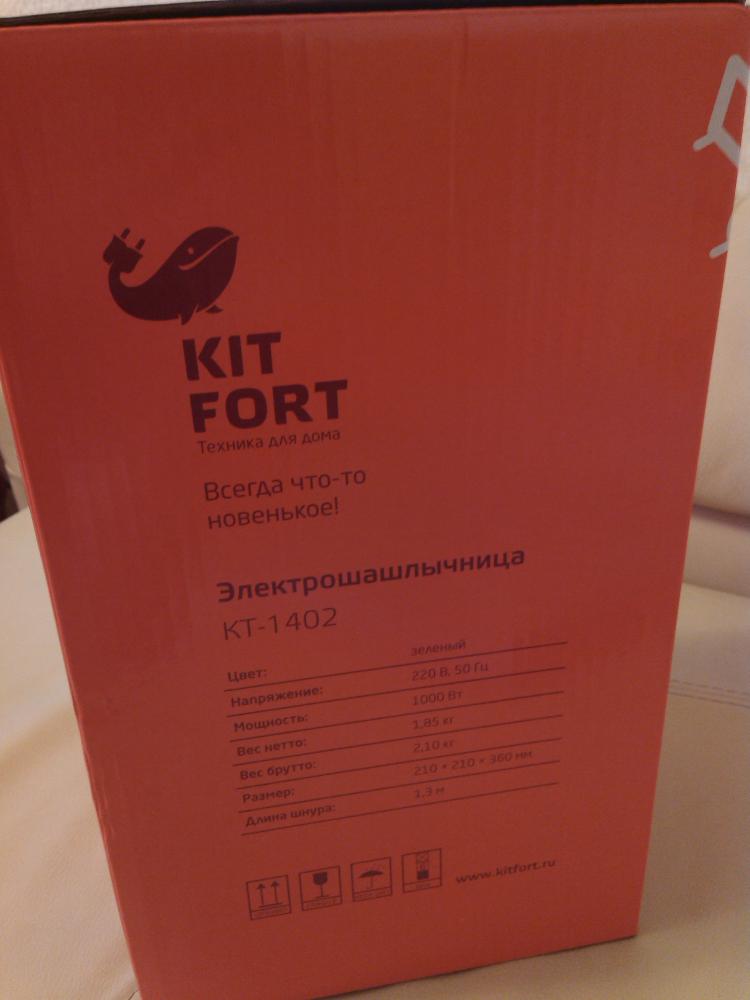 KIT
FORT
Техника для дома
Всегда что-то
новенькое!
Электрошашлычница
КТ-1402
Цвет: зеленый
Напряжение: 220 В, 50 Гц
Мощность: 1000 Вт
Вес нетто: 1,85 кг
Вес брутто: 2,10 кг
Размер: 210 × 210 × 360 мм
Длина шнура: 1,3 м
www.kitfort.ru